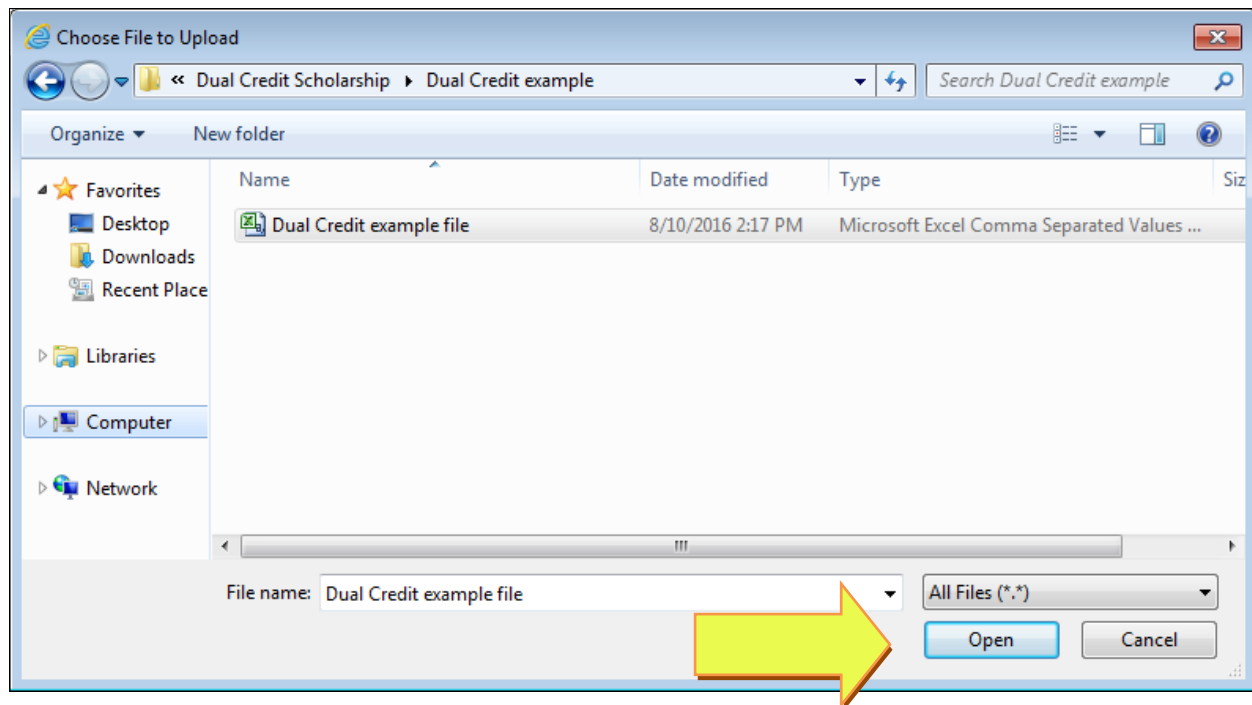 Choose File to Upload
« Dual Credit Scholarship ▸ Dual Credit example
Search Dual Credit example
Organize
New folder
Name
Date modified
Type
Siz
Favorites
Desktop
Downloads
Recent Place
Libraries
Computer
Network
Dual Credit example file
8/10/2016 2:17 PM
Microsoft Excel Comma Separated Values ...
File name:
Dual Credit example file
All Files (*.*)
Open
Cancel